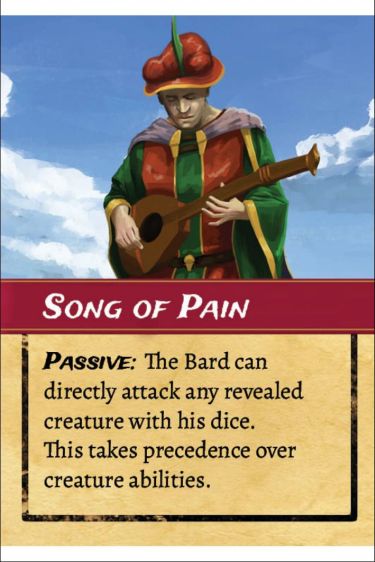 Song of Pain
Passive: The Bard can
directly attack any revealed
creature with his dice.
This takes precedence over
creature abilities.